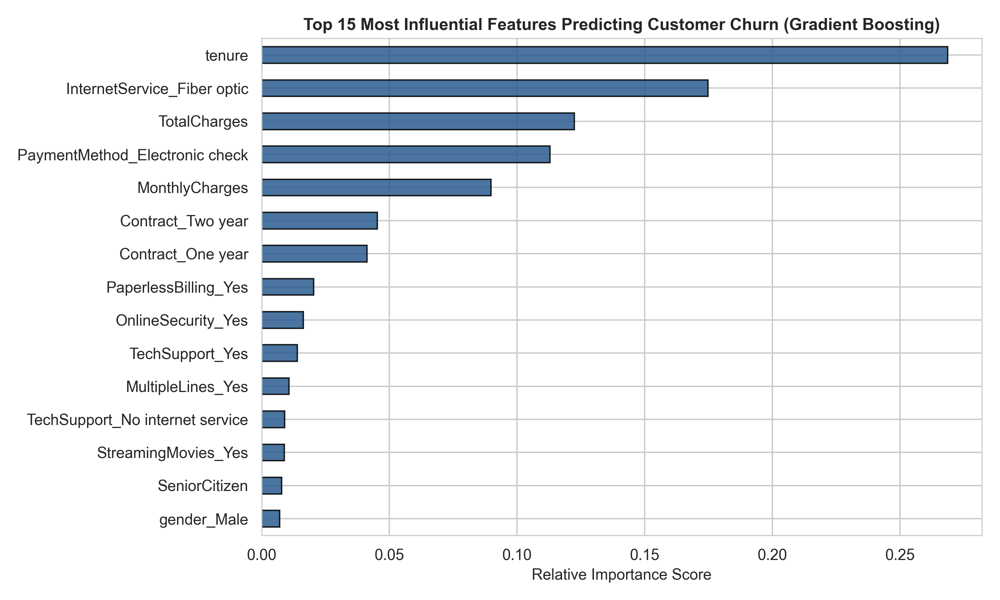 Top 15 Most Influential Features Predicting Customer Churn (Gradient Boosting)
tenure
InternetService_Fiber optic
TotalCharges
PaymentMethod_Electronic check
MonthlyCharges
Contract_Two year
Contract_One year
PaperlessBilling_Yes
OnlineSecurity_Yes
TechSupport_Yes
MultipleLines_Yes
TechSupport_No internet service
StreamingMovies_Yes
SeniorCitizen
gender_Male
0.00 0.05 0.10 0.15 0.20 0.25
Relative Importance Score